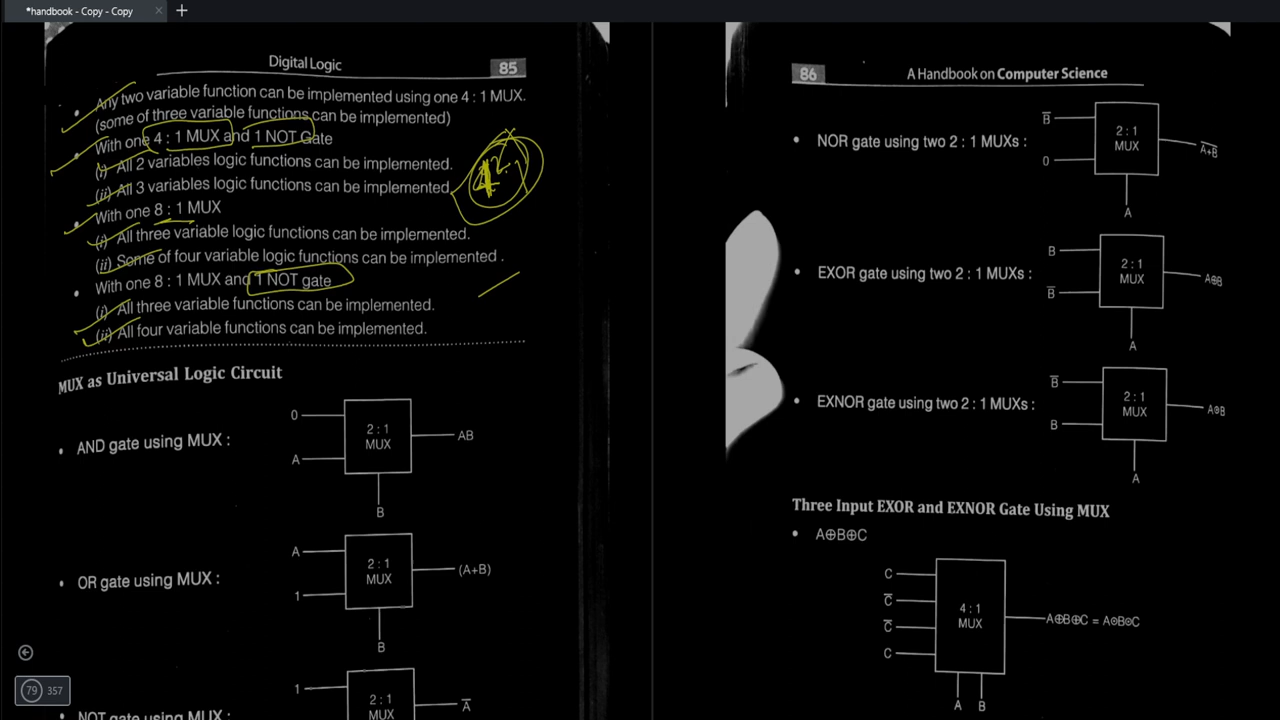 *handbook - Copy - Copy
Digital Logic 85
• Any two variable function can be implemented using one 4 : 1 MUX.
(some of three variable functions can be implemented)
• With one 4 : 1 MUX and 1 NOT Gate
(i) All 2 variables logic functions can be implemented.
(ii) All 3 variables logic functions can be implemented.
• With one 8 : 1 MUX
(i) All three variable logic functions can be implemented.
(ii) Some of four variable logic functions can be implemented .
• With one 8 : 1 MUX and 1 NOT gate
(i) All three variable functions can be implemented.
(ii) All four variable functions can be implemented.
MUX as Universal Logic Circuit
• AND gate using MUX :
0
A
2 : 1
MUX
AB
B
• OR gate using MUX :
A
1
2 : 1
MUX
(A+B)
B
• NOT gate using MUX :
1
2 : 1
MUX
A̅
79 357
86 A Handbook on Computer Science
• NOR gate using two 2 : 1 MUXs :
B̅
0
2 : 1
MUX
A̅+̅B̅
A
• EXOR gate using two 2 : 1 MUXs :
B
B̅
2 : 1
MUX
A⊕B
A
• EXNOR gate using two 2 : 1 MUXs :
B̅
B
2 : 1
MUX
A⊙B
A
Three Input EXOR and EXNOR Gate Using MUX
• A⊕B⊕C
C
C̅
C̅
C
4 : 1
MUX
A⊕B⊕C = A⊙B⊙C
A B